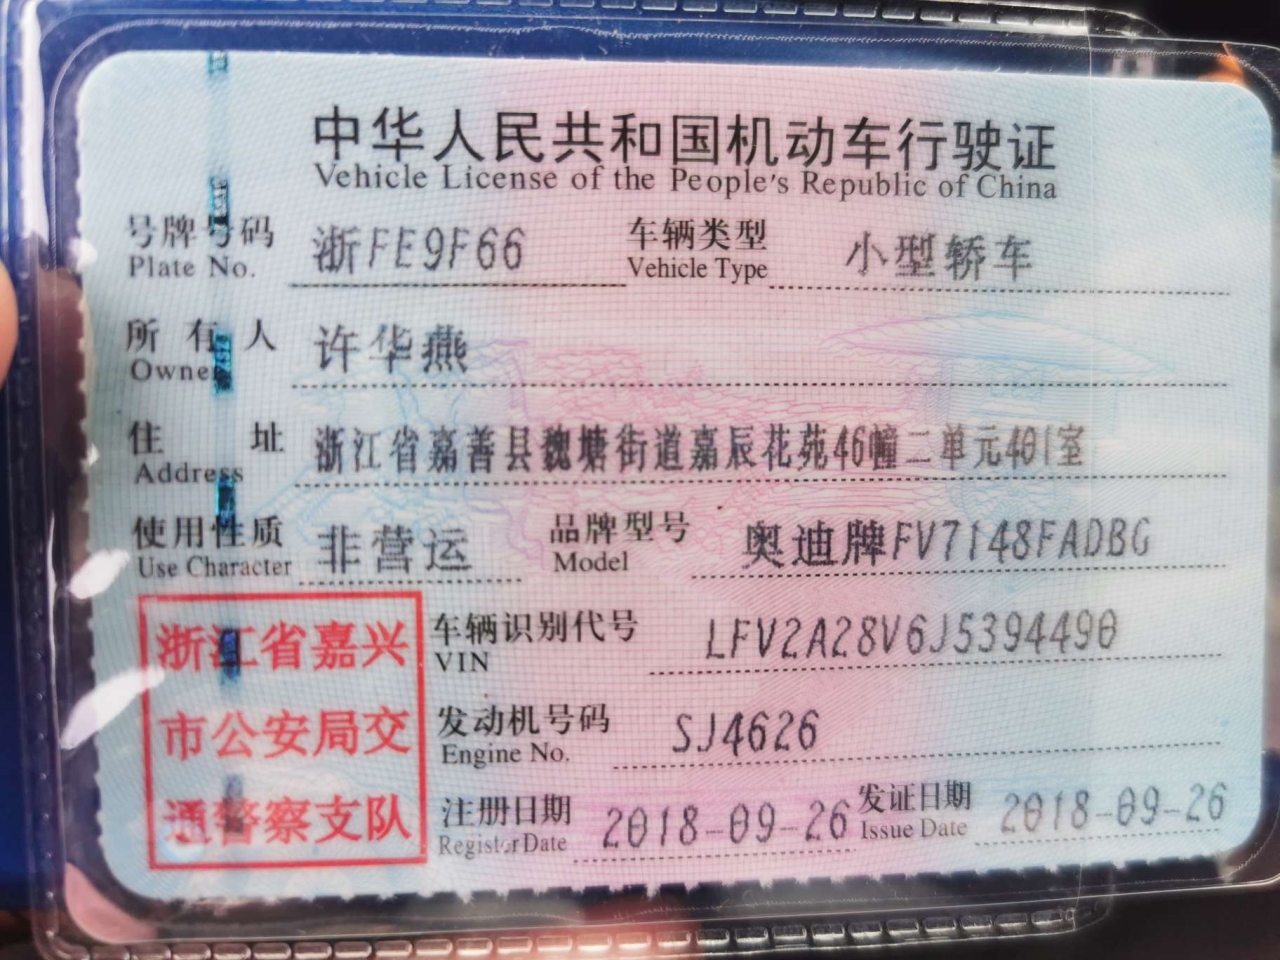 中华人民共和国机动车行驶证
Vehicle License of the People's Republic of China
号牌号码 浙FE9F66 车辆类型 小型轿车
Plate No. Vehicle Type
所有人 许华燕
Owner
住址 浙江省嘉善县魏塘街道嘉辰花苑46幢二单元401室
Address
使用性质 非营运 品牌型号 奥迪牌FV7148FADBG
Use Character Model
浙江省嘉兴
市公安局交
通警察支队
车辆识别代号 LFV2A28V6J5394490
VIN
发动机号码 SJ4626
Engine No.
注册日期 2018-09-26 发证日期 2018-09-26
Register Date Issue Date